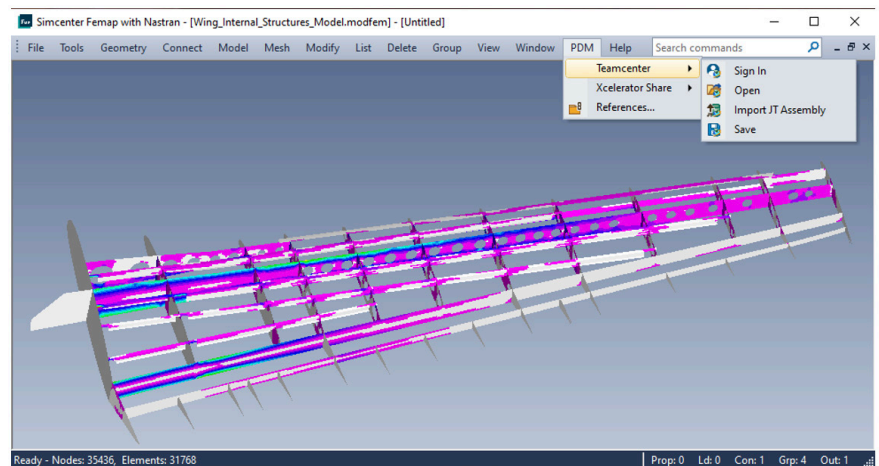 Simcenter Femap with Nastran - [Wing_Internal_Structures_Model.modfem] - [Untitled]
File Tools Geometry Connect Model Mesh Modify List Delete Group View Window PDM Help Search commands
Teamcenter
Sign In
Xcelerator Share
Open
References...
Import JT Assembly
Save
Ready - Nodes: 35436, Elements: 31768 Prop: 0 Ld: 0 Con: 1 Grp: 4 Out: 1